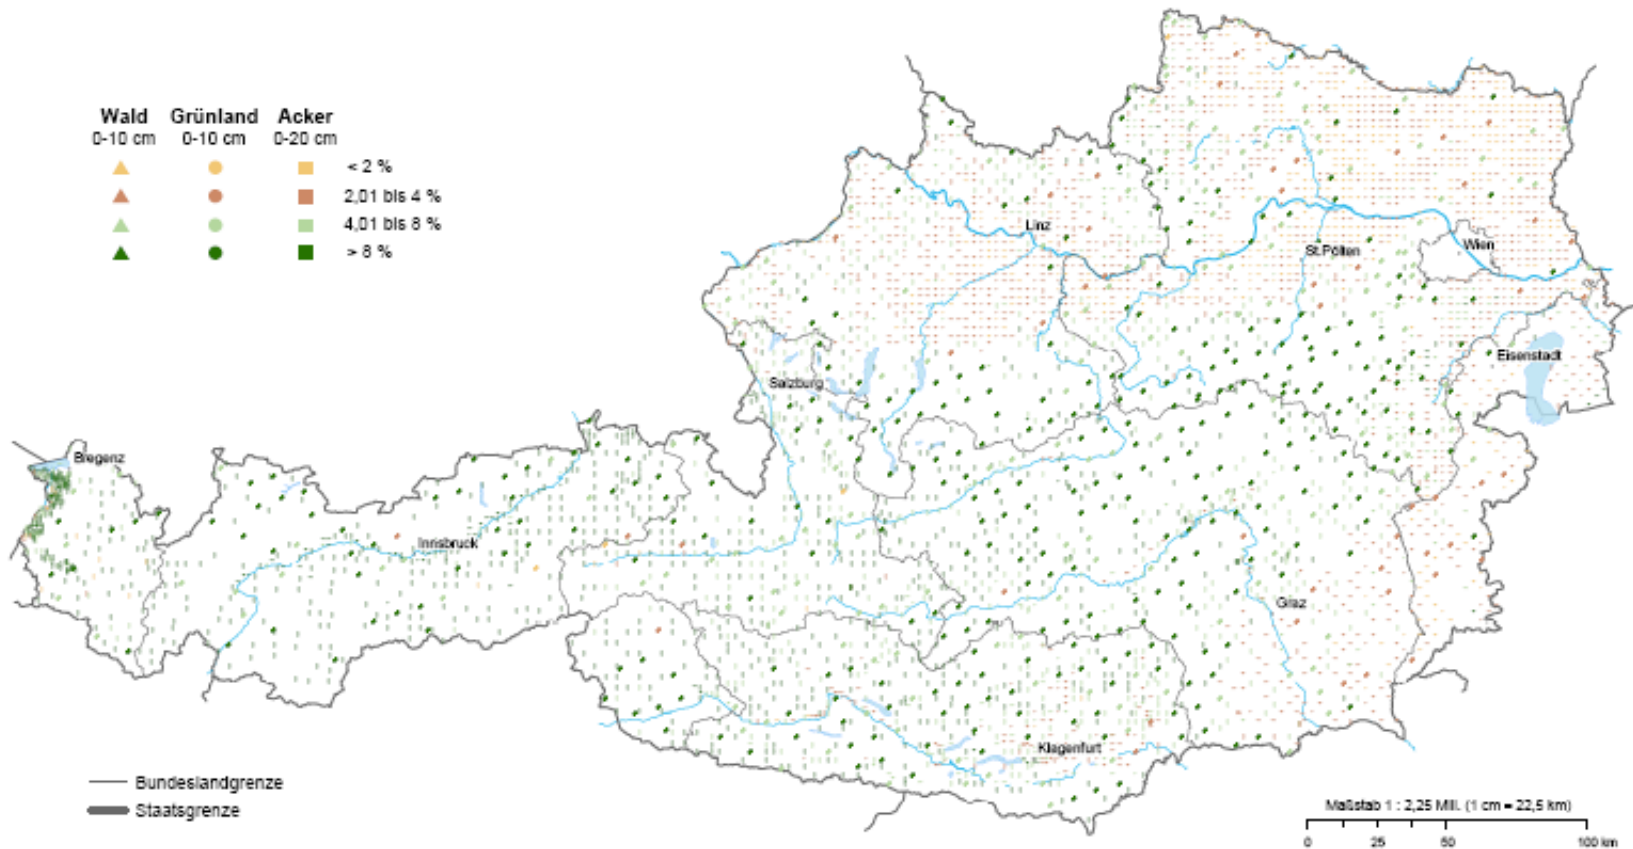 Wald Grünland Acker
0-10 cm 0-10 cm 0-20 cm
< 2 %
2,01 bis 4 %
4,01 bis 8 %
> 8 %
Linz
St.Pölten
Wien
Eisenstadt
Salzburg
Bregenz
Innsbruck
Graz
Klagenfurt
Bundeslandgrenze
Staatsgrenze
Maßstab 1 : 2,25 Mill. (1 cm = 22,5 km)
0 25 50 100 km